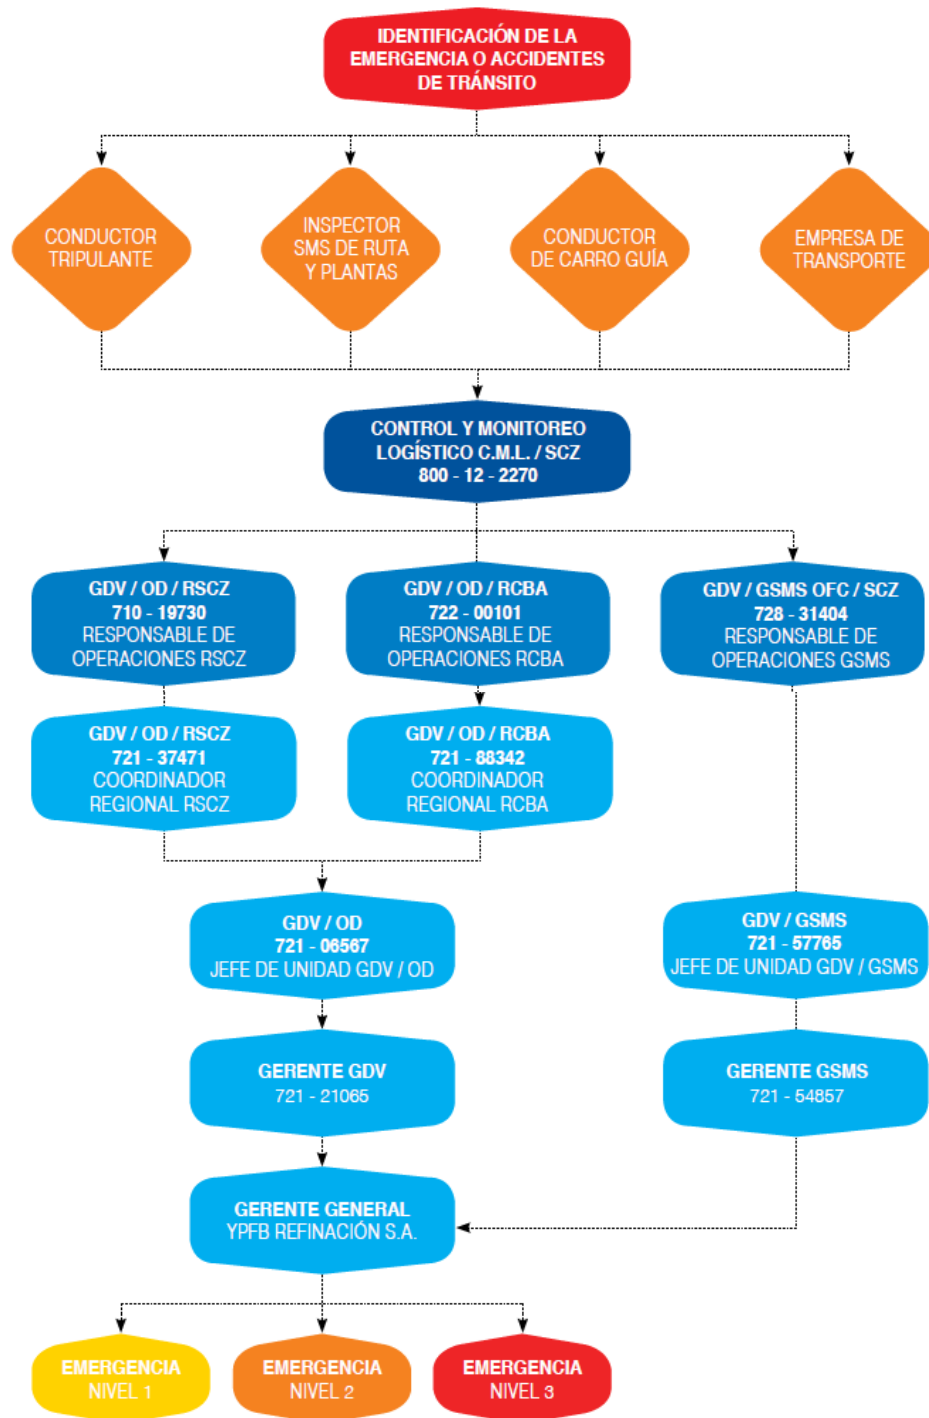 IDENTIFICACIÓN DE LA
EMERGENCIA O ACCIDENTES
DE TRÁNSITO
CONDUCTOR
TRIPULANTE
INSPECTOR
SMS DE RUTA
Y PLANTAS
CONDUCTOR
DE CARRO GUÍA
EMPRESA DE
TRANSPORTE
CONTROL Y MONITOREO
LOGÍSTICO C.M.L. / SCZ
800 - 12 - 2270
GDV / OD / RSCZ
710 - 19730
RESPONSABLE DE
OPERACIONES RSCZ
GDV / OD / RCBA
722 - 00101
RESPONSABLE DE
OPERACIONES RCBA
GDV / GSMS OFC / SCZ
728 - 31404
RESPONSABLE DE
OPERACIONES GSMS
GDV / OD / RSCZ
721 - 37471
COORDINADOR
REGIONAL RSCZ
GDV / OD / RCBA
721 - 88342
COORDINADOR
REGIONAL RCBA
GDV / OD
721 - 06567
JEFE DE UNIDAD GDV / OD
GDV / GSMS
721 - 57765
JEFE DE UNIDAD GDV / GSMS
GERENTE GDV
721 - 21065
GERENTE GSMS
721 - 54857
GERENTE GENERAL
YPFB REFINACIÓN S.A.
EMERGENCIA
NIVEL 1
EMERGENCIA
NIVEL 2
EMERGENCIA
NIVEL 3